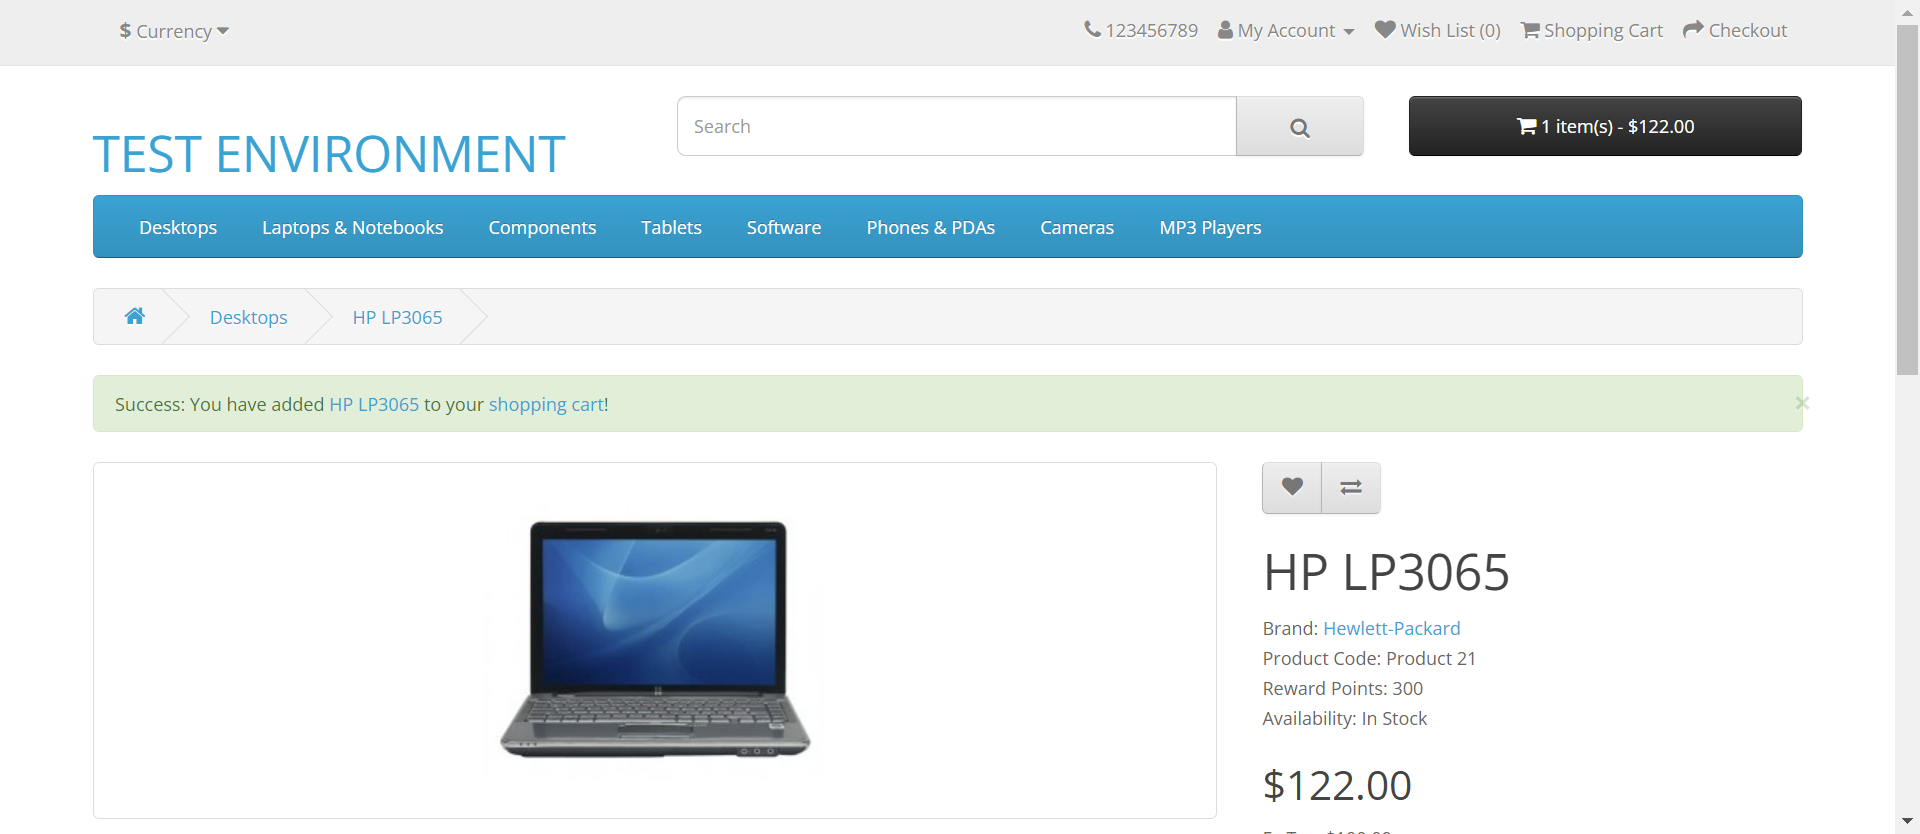 $ Currency
123456789 My Account Wish List (0) Shopping Cart Checkout
TEST ENVIRONMENT
Search
1 item(s) - $122.00
Desktops Laptops & Notebooks Components Tablets Software Phones & PDAs Cameras MP3 Players
Desktops HP LP3065
Success: You have added HP LP3065 to your shopping cart!
×
HP LP3065
Brand: Hewlett-Packard
Product Code: Product 21
Reward Points: 300
Availability: In Stock
$122.00